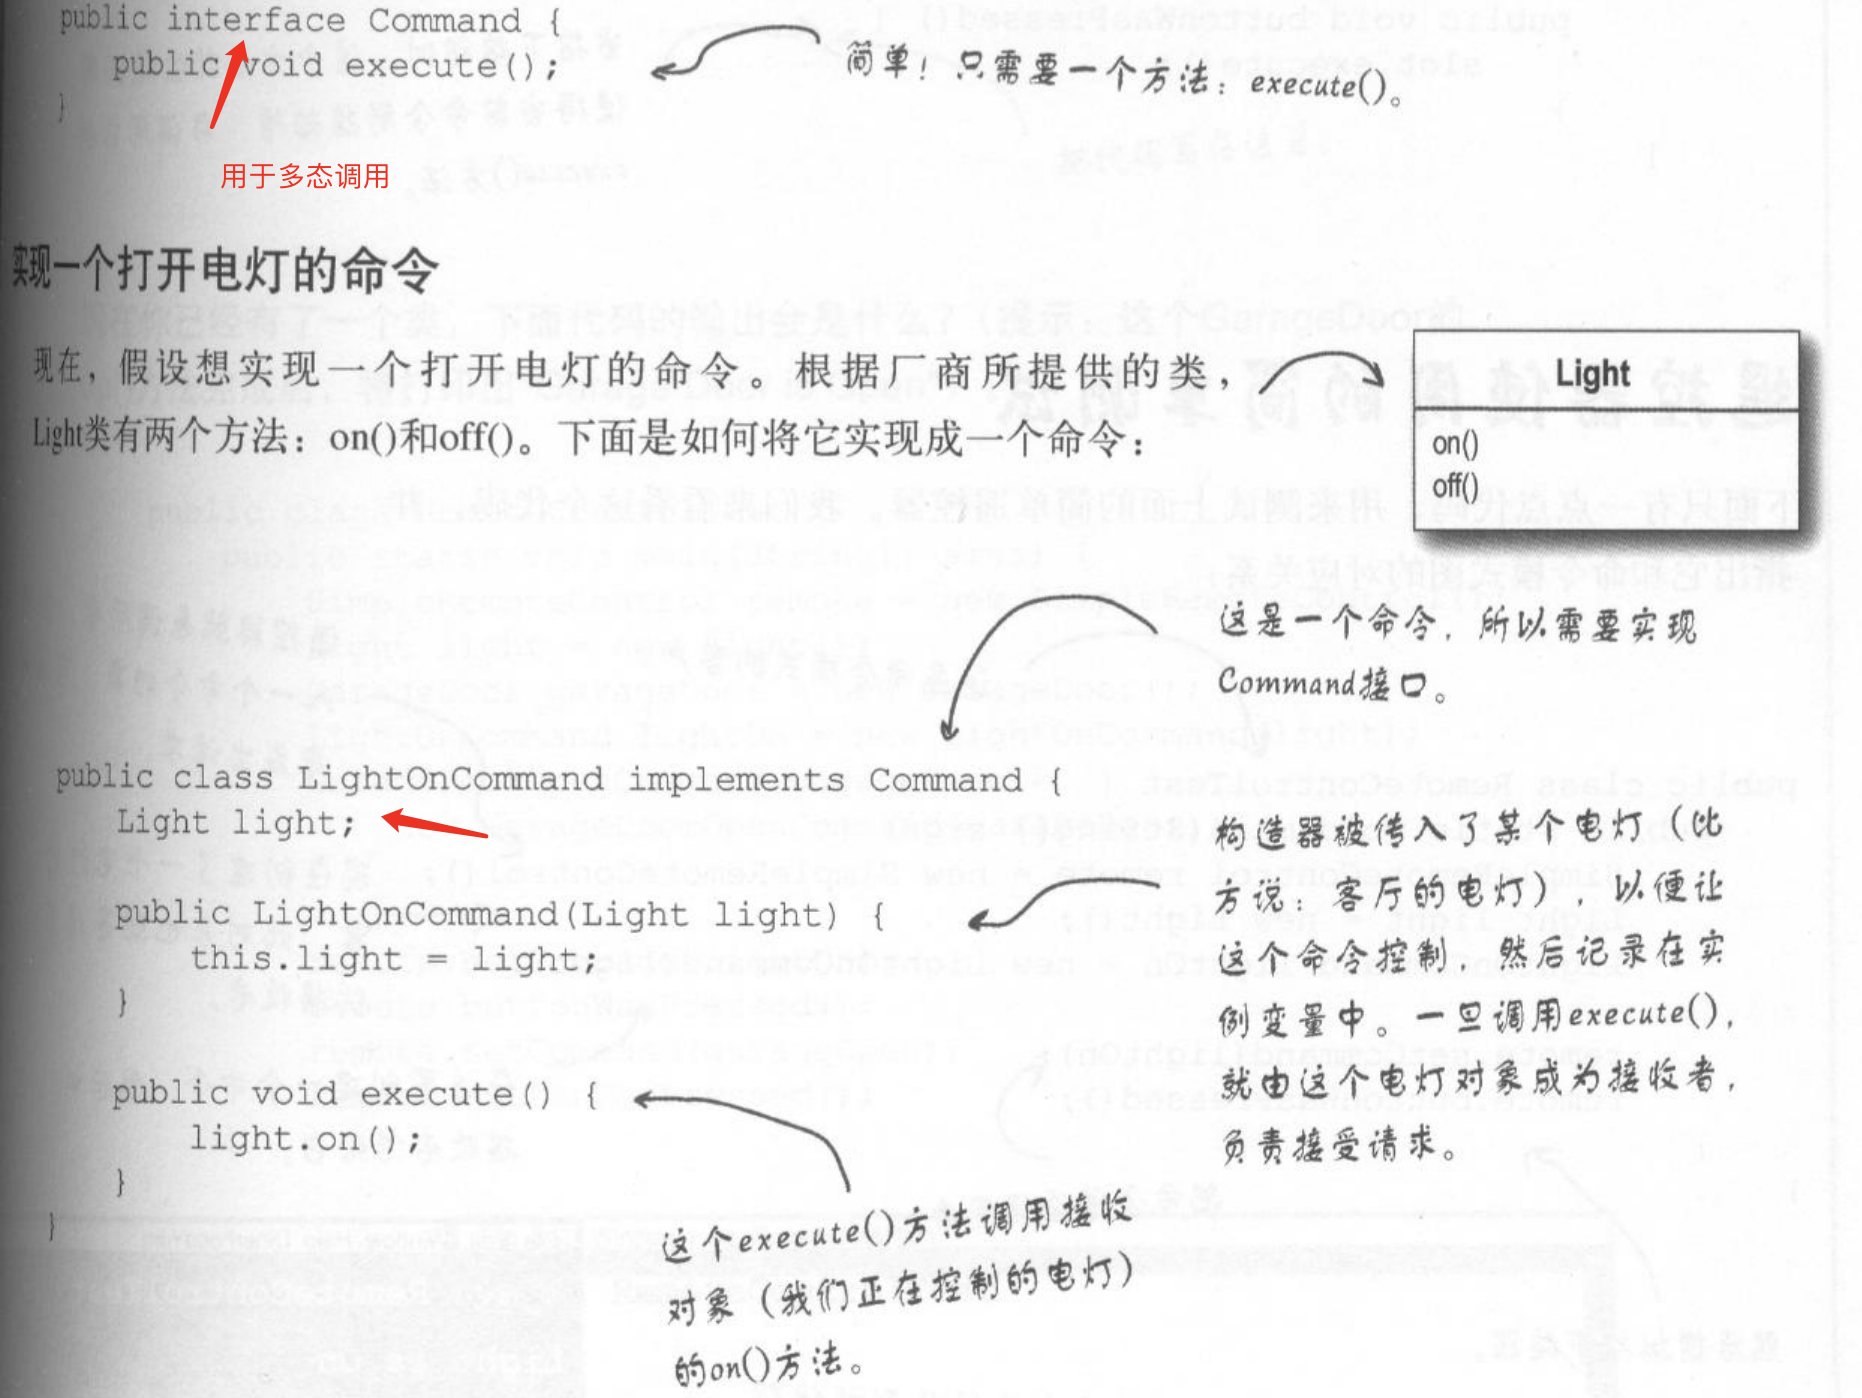 public interface Command {
public void execute();
}
简单！只需要一个方法：execute()。
用于多态调用
实现一个打开电灯的命令
现在，假设想实现一个打开电灯的命令。根据厂商所提供的类，
Light类有两个方法：on()和off()。下面是如何将它实现成一个命令：
Light
on()
off()
这是一个命令，所以需要实现
Command接口。
public class LightOnCommand implements Command {
Light light;
public LightOnCommand(Light light) {
this.light = light;
}
构造器被传入了某个电灯（比
方说：客厅的电灯），以便让
这个命令控制，然后记录在实
例变量中。一旦调用execute()，
就由这个电灯对象成为接收者，
负责接受请求。
public void execute() {
light.on();
}
}
这个execute()方法调用接收
对象（我们正在控制的电灯）
的on()方法。